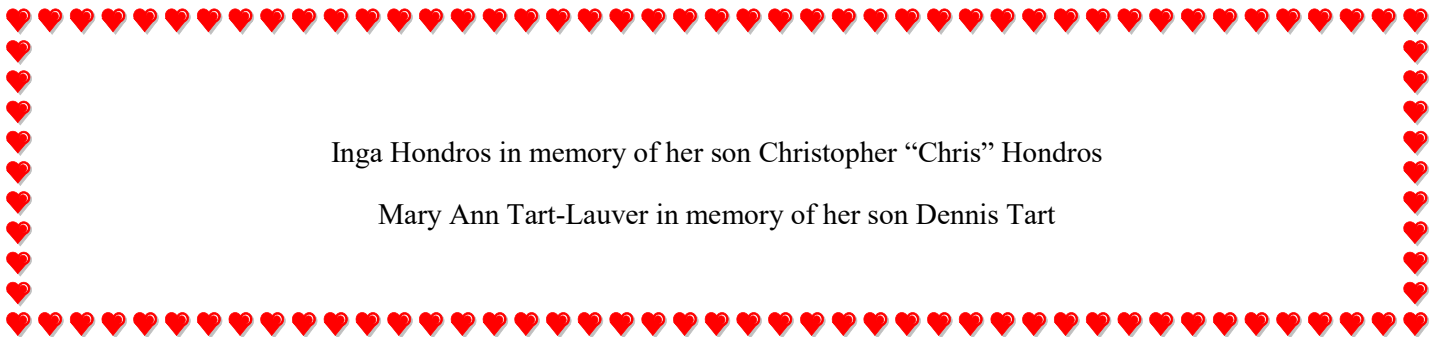 Inga Hondros in memory of her son Christopher “Chris” Hondros
Mary Ann Tart-Lauver in memory of her son Dennis Tart